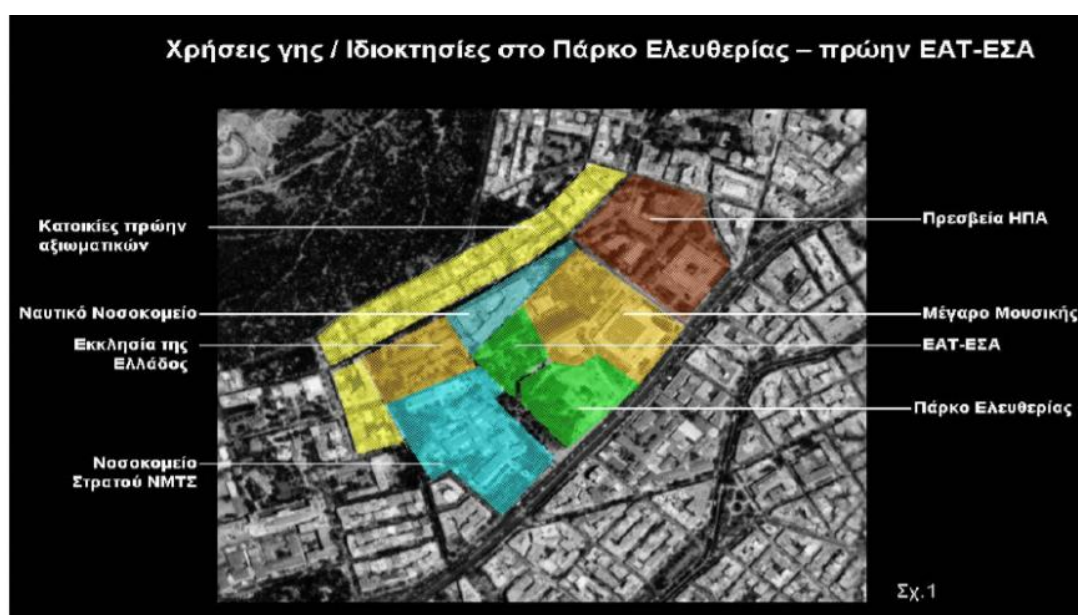 Χρήσεις γης / Ιδιοκτησίες στο Πάρκο Ελευθερίας – πρώην ΕΑΤ-ΕΣΑ
Κατοικίες πρώην
αξιωματικών
Πρεσβεία ΗΠΑ
Ναυτικό Νοσοκομείο
Μέγαρο Μουσικής
Εκκλησία της
Ελλάδος
ΕΑΤ-ΕΣΑ
Πάρκο Ελευθερίας
Νοσοκομείο
Στρατού ΝΜΤΣ
Σχ.1